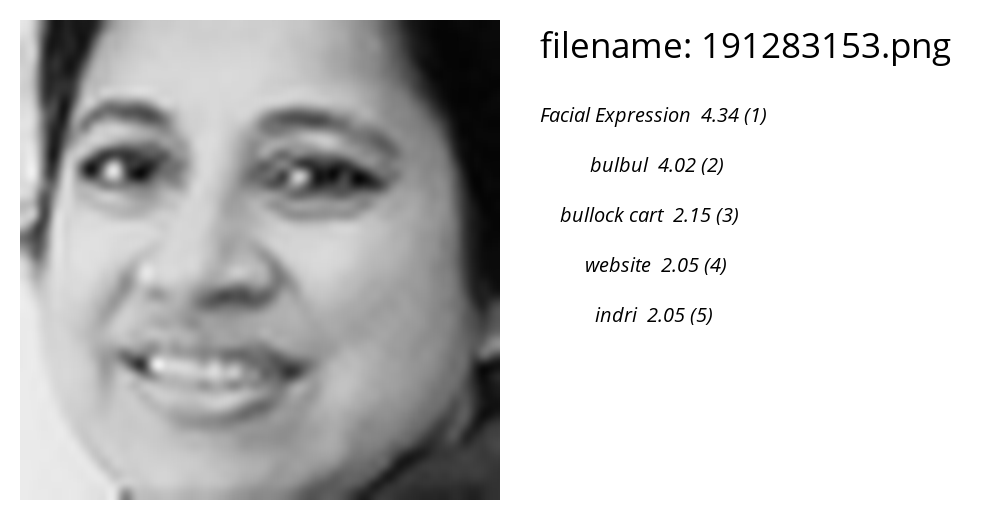 filename: 191283153.png
Facial Expression 4.34 (1)
bulbul 4.02 (2)
bullock cart 2.15 (3)
website 2.05 (4)
indri 2.05 (5)